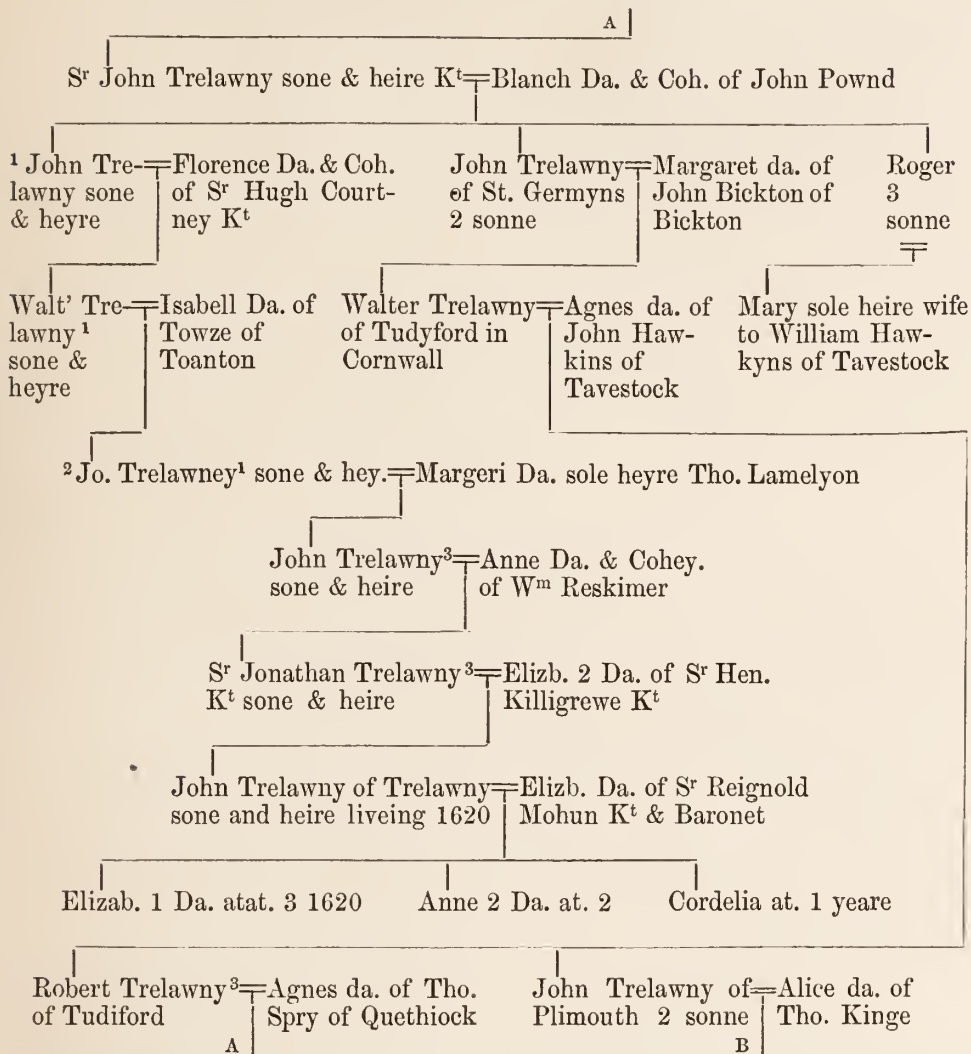 A
Sʳ John Trelawny sone & heire Kᵗ Blanch Da. & Coh. of John Pownd
¹ John Tre-
lawny sone
& heyre
Florence Da. & Coh.
of Sʳ Hugh Court-
ney Kᵗ
John Trelawny
of St. Germyns
2 sonne
Margaret da. of
John Bickton of
Bickton
Roger
3
sonne
Walt' Tre-
lawny ¹
sone &
heyre
Isabell Da. of
Towze of
Toanton
Walter Trelawny
of Tudyford in
Cornwall
Agnes da. of
John Haw-
kins of
Tavestock
Mary sole heire wife
to William Haw-
kyns of Tavestock
² Jo. Trelawney¹ sone & hey. Margeri Da. sole heyre Tho. Lamelyon
John Trelawny³
sone & heire
Anne Da. & Cohey.
of Wᵐ Reskimer
Sʳ Jonathan Trelawny³
Kᵗ sone & heire
Elizb. 2 Da. of Sʳ Hen.
Killigrewe Kᵗ
John Trelawny of Trelawny
sone and heire liveing 1620
Elizb. Da. of Sʳ Reignold
Mohun Kᵗ & Baronet
Elizab. 1 Da. atat. 3 1620 Anne 2 Da. at. 2 Cordelia at. 1 yeare
Robert Trelawny³
of Tudiford
Agnes da. of Tho.
Spry of Quethiock
John Trelawny of
Plimouth 2 sonne
Alice da. of
Tho. Kinge
A B